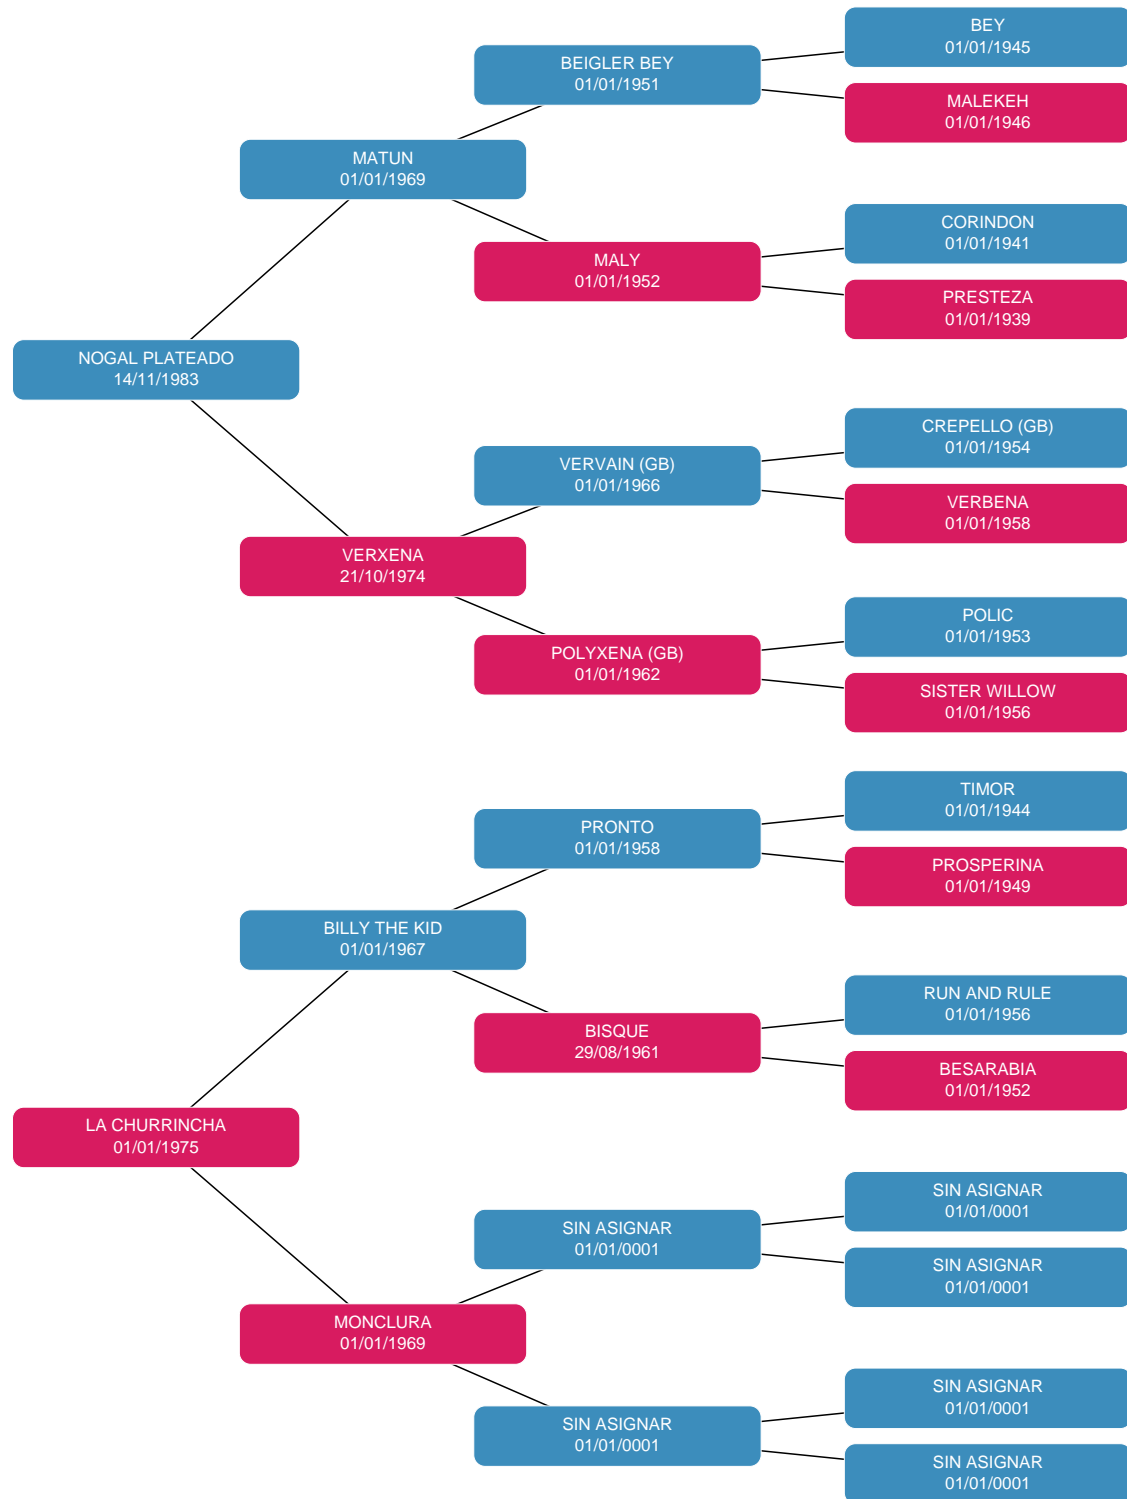 BEY
01/01/1945
BEIGLER BEY
01/01/1951
MALEKEH
01/01/1946
MATUN
01/01/1969
CORINDON
01/01/1941
MALY
01/01/1952
PRESTEZA
01/01/1939
NOGAL PLATEADO
14/11/1983
CREPELLO (GB)
01/01/1954
VERVAIN (GB)
01/01/1966
VERBENA
01/01/1958
VERXENA
21/10/1974
POLIC
01/01/1953
POLYXENA (GB)
01/01/1962
SISTER WILLOW
01/01/1956
TIMOR
01/01/1944
PRONTO
01/01/1958
PROSPERINA
01/01/1949
BILLY THE KID
01/01/1967
RUN AND RULE
01/01/1956
BISQUE
29/08/1961
BESARABIA
01/01/1952
LA CHURRINCHA
01/01/1975
SIN ASIGNAR
01/01/0001
SIN ASIGNAR
01/01/0001
SIN ASIGNAR
01/01/0001
MONCLURA
01/01/1969
SIN ASIGNAR
01/01/0001
SIN ASIGNAR
01/01/0001
SIN ASIGNAR
01/01/0001